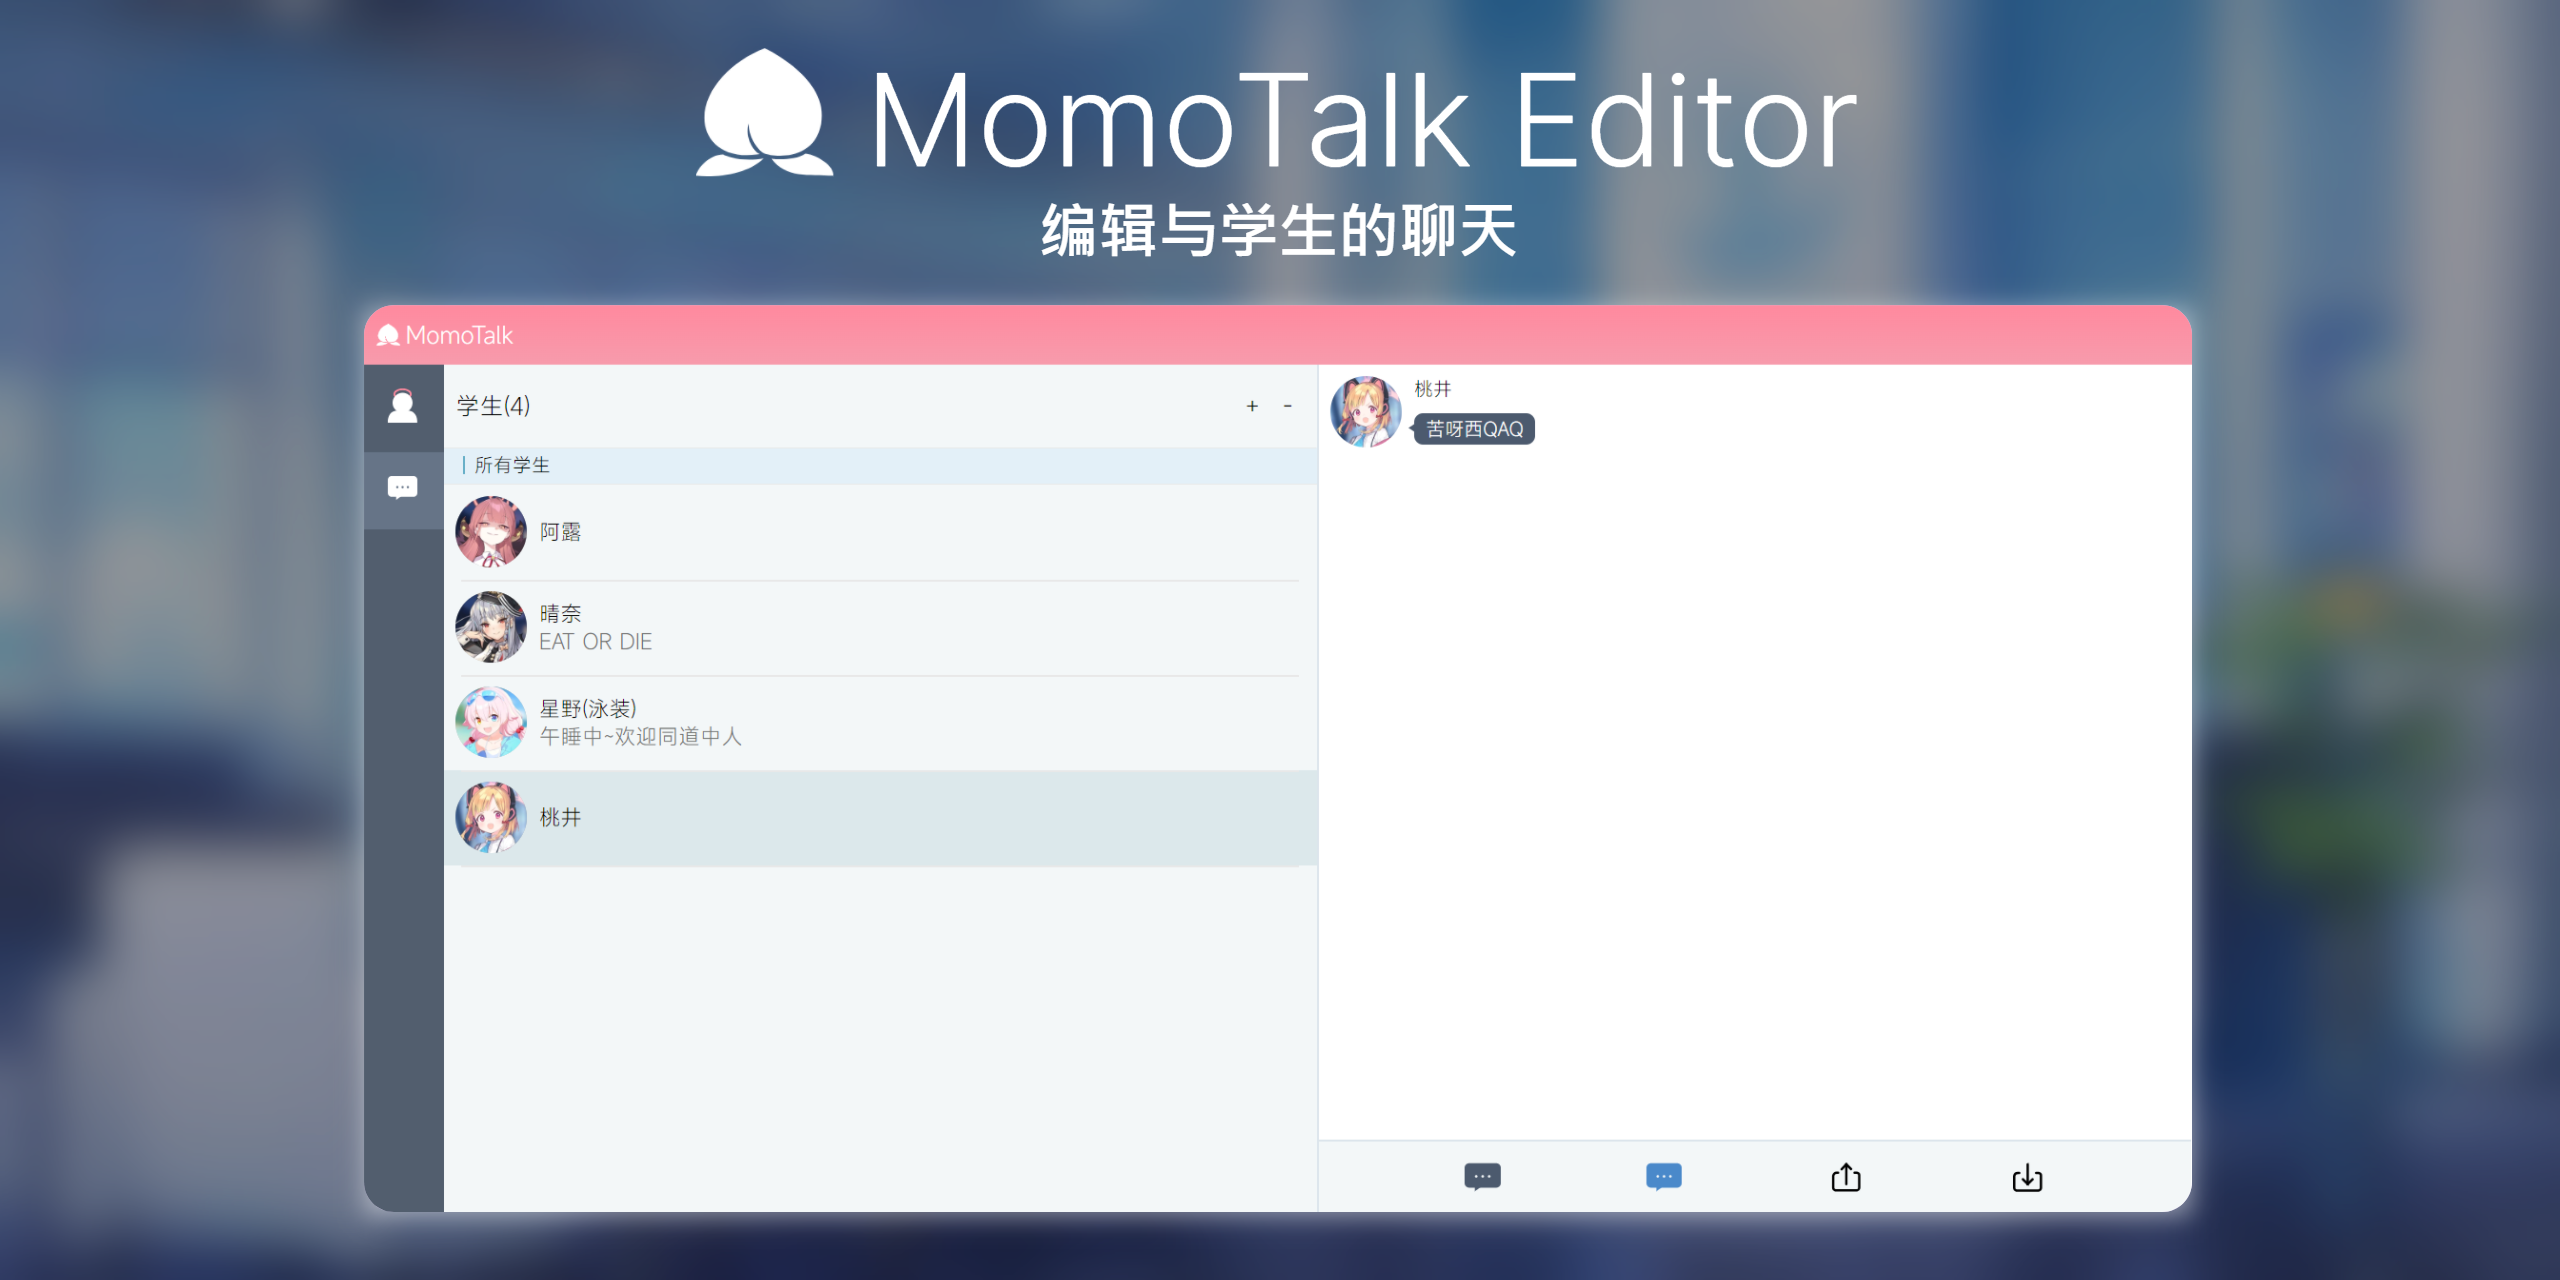 MomoTalk Editor
编辑与学生的聊天
MomoTalk
学生(4)
+ -
所有学生
阿露
晴奈
EAT OR DIE
星野(泳装)
午睡中~欢迎同道中人
桃井
桃井
苦呀西QAQ